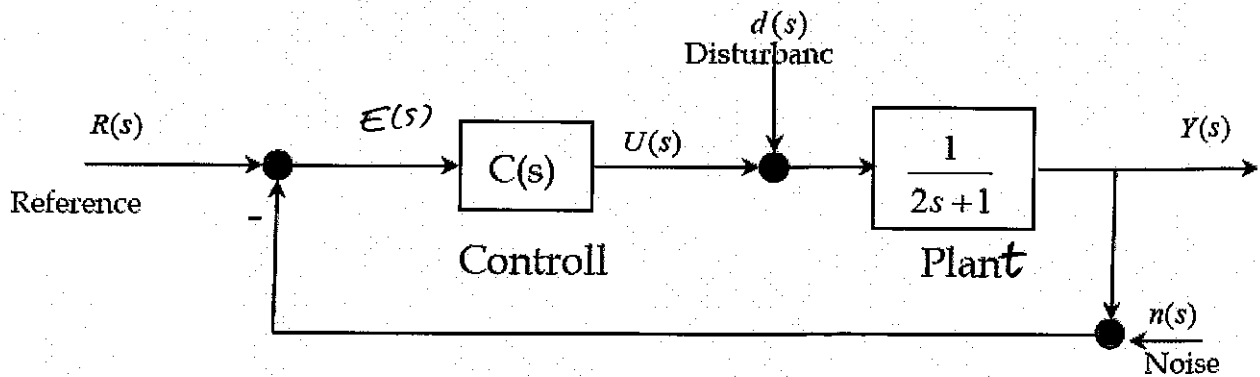 d(s)
Disturbanc
R(s)
E(s)
C(s)
U(s)
1
2s+1
Y(s)
Reference
-
Controll
Plant
n(s)
Noise